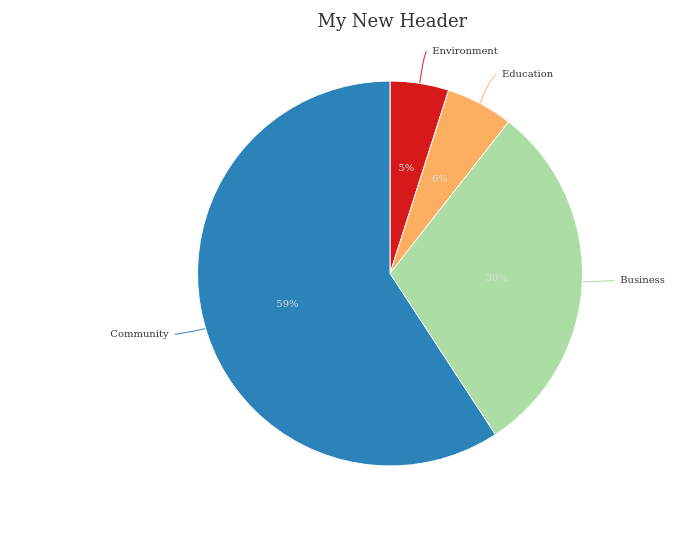 My New Header
Environment
Education
5%
6%
30%
Business
59%
Community